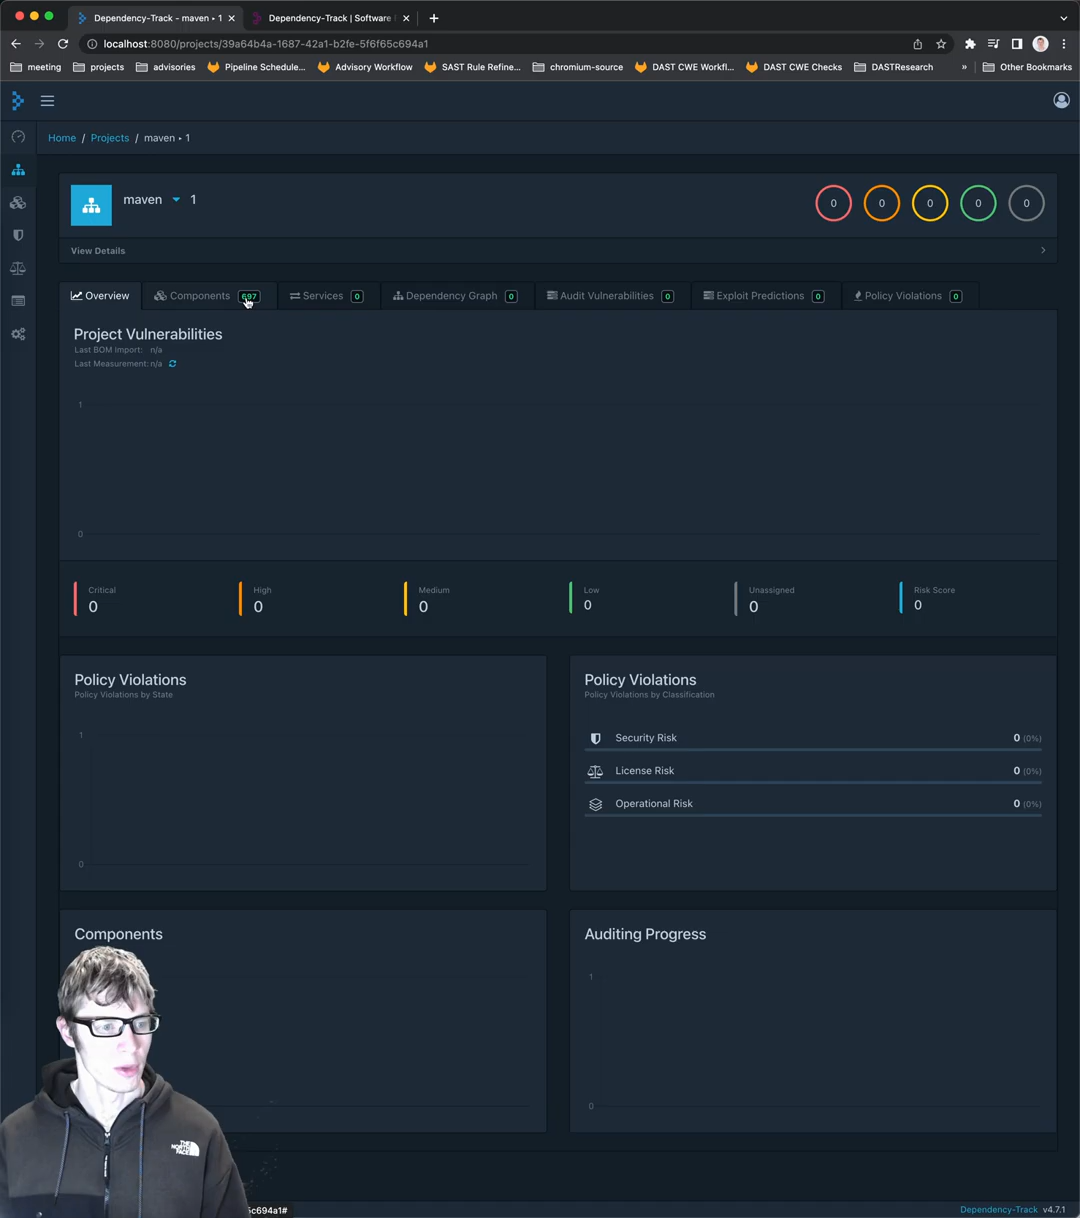 Dependency-Track - maven ‣ 1
Dependency-Track | Software
localhost:8080/projects/39a64b4a-1687-42a1-b2fe-5f6f65c694a1
meeting
projects
advisories
Pipeline Schedule...
Advisory Workflow
SAST Rule Refine...
chromium-source
DAST CWE Workfl...
DAST CWE Checks
DASTResearch
»
Other Bookmarks
Home / Projects / maven ‣ 1
maven 1
0 0 0 0 0
View Details
Overview
Components 697
Services 0
Dependency Graph 0
Audit Vulnerabilities 0
Exploit Predictions 0
Policy Violations 0
Project Vulnerabilities
Last BOM Import: n/a
Last Measurement: n/a
1
0
Critical
0
High
0
Medium
0
Low
0
Unassigned
0
Risk Score
0
Policy Violations
Policy Violations by State
1
0
Policy Violations
Policy Violations by Classification
Security Risk 0 (0%)
License Risk 0 (0%)
Operational Risk 0 (0%)
Components
Auditing Progress
1
0
THE
NORTH
FACE
5c694a1#
Dependency-Track v4.7.1